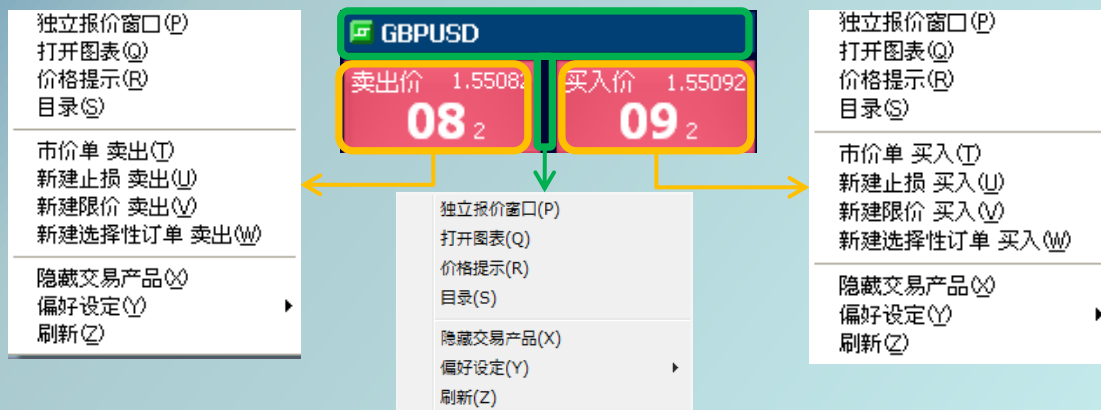 独立报价窗口(P)
打开图表(Q)
价格提示(R)
目录(S)
市价单 卖出(T)
新建止损 卖出(U)
新建限价 卖出(V)
新建选择性订单 卖出(W)
隐藏交易产品(X)
偏好设定(Y)
刷新(Z)
GBPUSD
卖出价 1.55082
08 2
买入价 1.55092
09 2
独立报价窗口(P)
打开图表(Q)
价格提示(R)
目录(S)
隐藏交易产品(X)
偏好设定(Y)
刷新(Z)
独立报价窗口(P)
打开图表(Q)
价格提示(R)
目录(S)
市价单 买入(T)
新建止损 买入(U)
新建限价 买入(V)
新建选择性订单 买入(W)
隐藏交易产品(X)
偏好设定(Y)
刷新(Z)